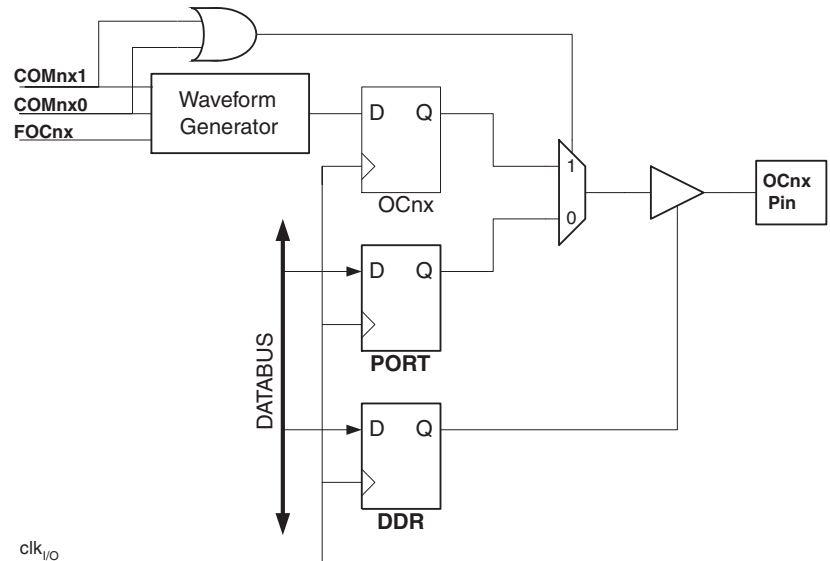 COMnx1
COMnx0
FOCnx
Waveform
Generator
D Q
OCnx
1
0
OCnx
Pin
DATABUS
D Q
PORT
D Q
DDR
clkI/O